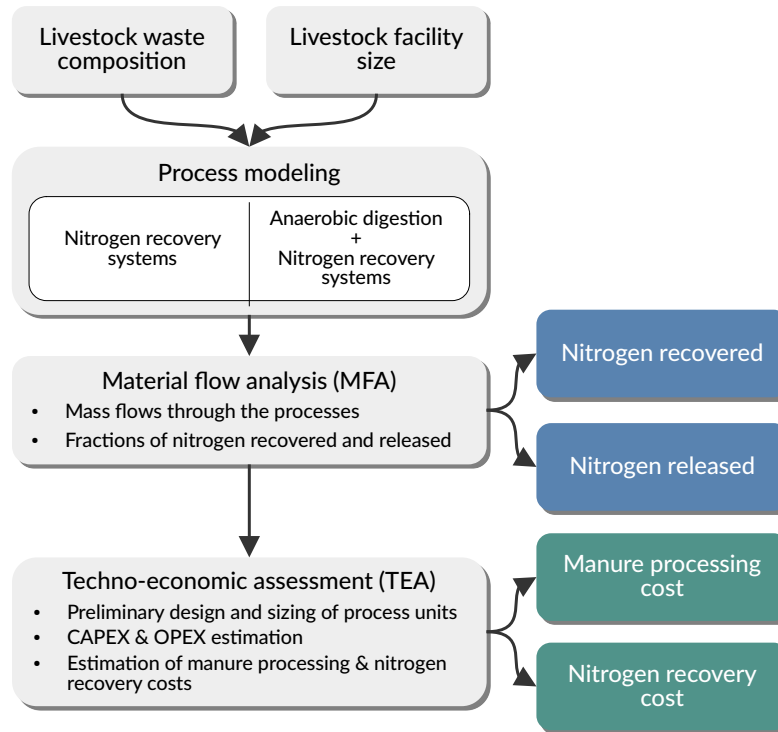 Livestock waste
composition
Livestock facility
size
Process modeling
Nitrogen recovery
systems
Anaerobic digestion
+
Nitrogen recovery
systems
Material flow analysis (MFA)
• Mass flows through the processes
• Fractions of nitrogen recovered and released
Nitrogen recovered
Nitrogen released
Techno-economic assessment (TEA)
• Preliminary design and sizing of process units
• CAPEX & OPEX estimation
• Estimation of manure processing & nitrogen
recovery costs
Manure processing
cost
Nitrogen recovery
cost